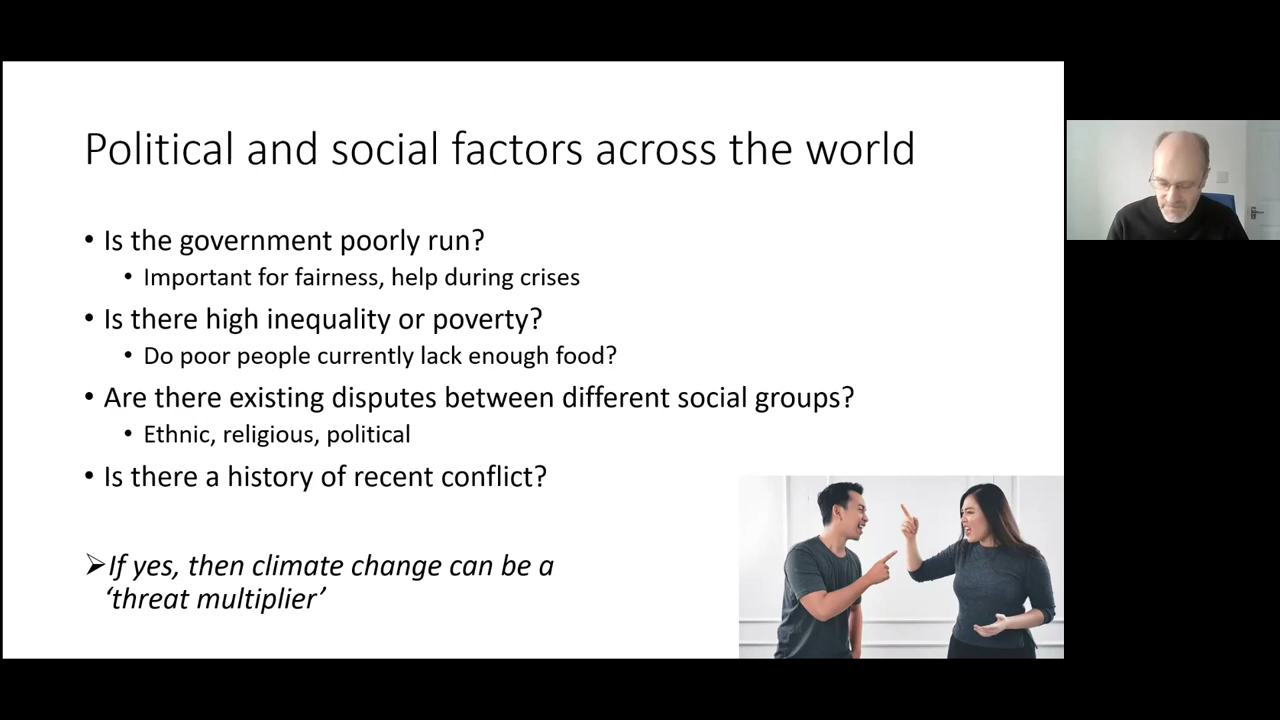 Political and social factors across the world
• Is the government poorly run?
• Important for fairness, help during crises
• Is there high inequality or poverty?
• Do poor people currently lack enough food?
• Are there existing disputes between different social groups?
• Ethnic, religious, political
• Is there a history of recent conflict?
➢If yes, then climate change can be a
‘threat multiplier’